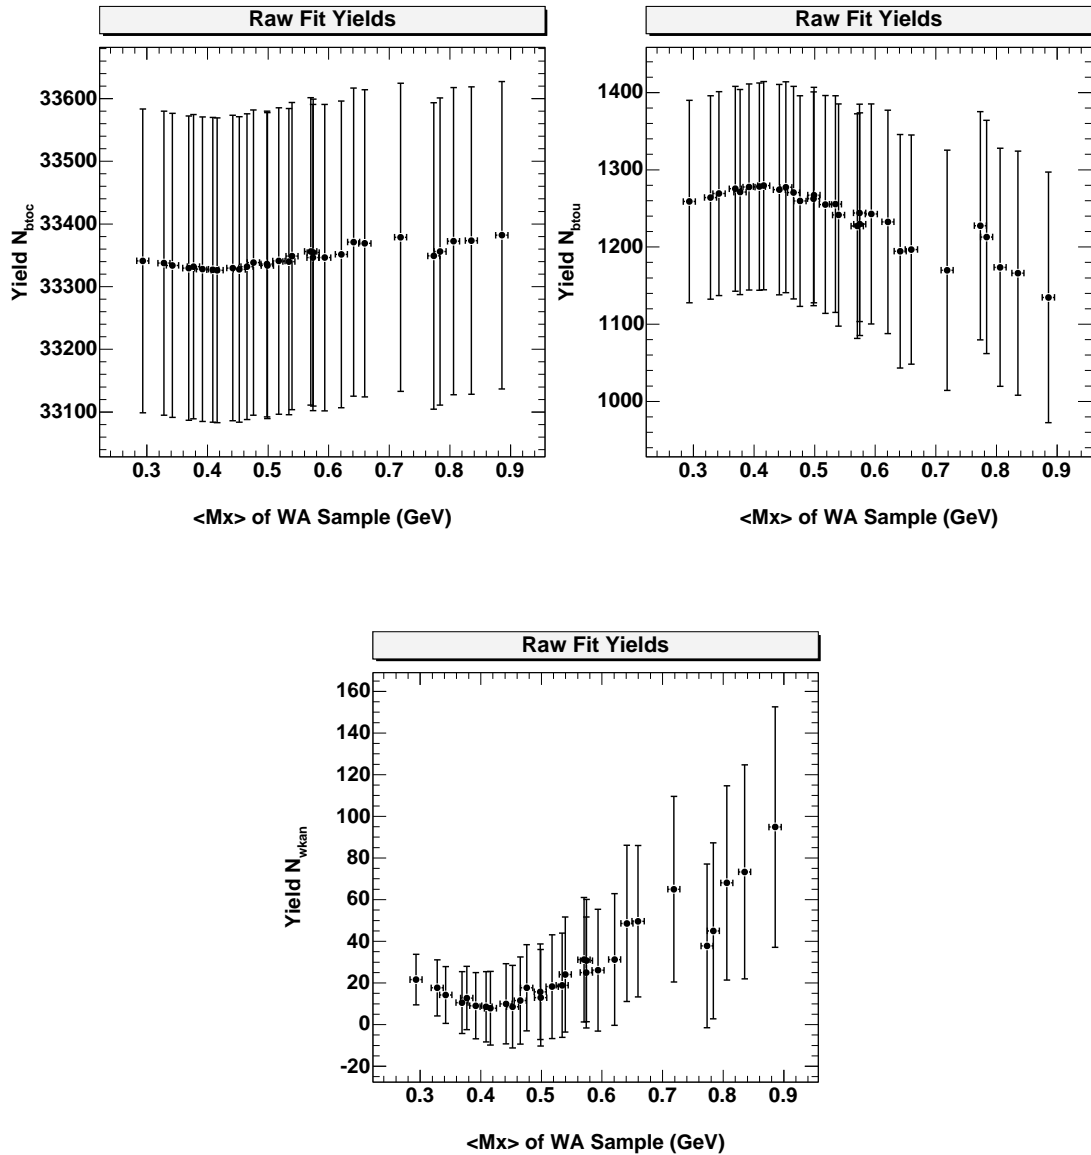 Raw Fit Yields
Yield N_btoc
33600
33500
33400
33300
33200
33100
0.3 0.4 0.5 0.6 0.7 0.8 0.9
<Mx> of WA Sample (GeV)
Raw Fit Yields
Yield N_btou
1400
1300
1200
1100
1000
0.3 0.4 0.5 0.6 0.7 0.8 0.9
<Mx> of WA Sample (GeV)
Raw Fit Yields
Yield N_wkan
160
140
120
100
80
60
40
20
0
-20
0.3 0.4 0.5 0.6 0.7 0.8 0.9
<Mx> of WA Sample (GeV)